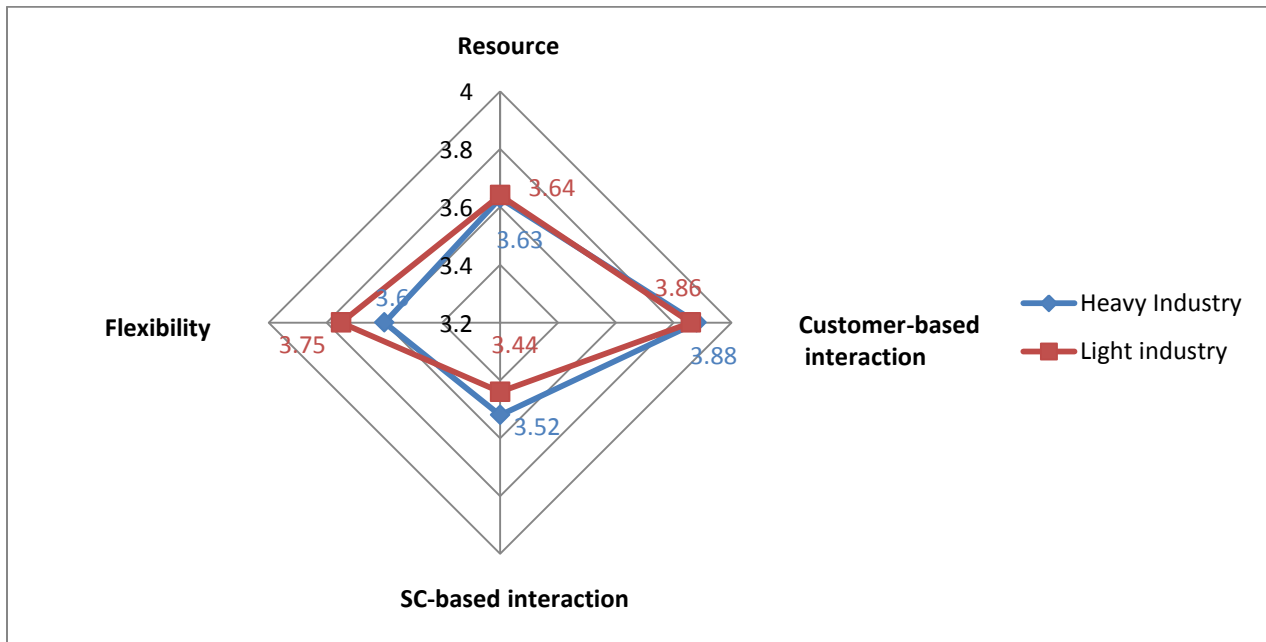 Resource
4
3.8
3.64
3.6
3.63
3.4
3.86
3.6
Heavy Industry
Flexibility
3.2
Customer-based
interaction
3.75
3.44
3.88
Light industry
3.52
SC-based interaction